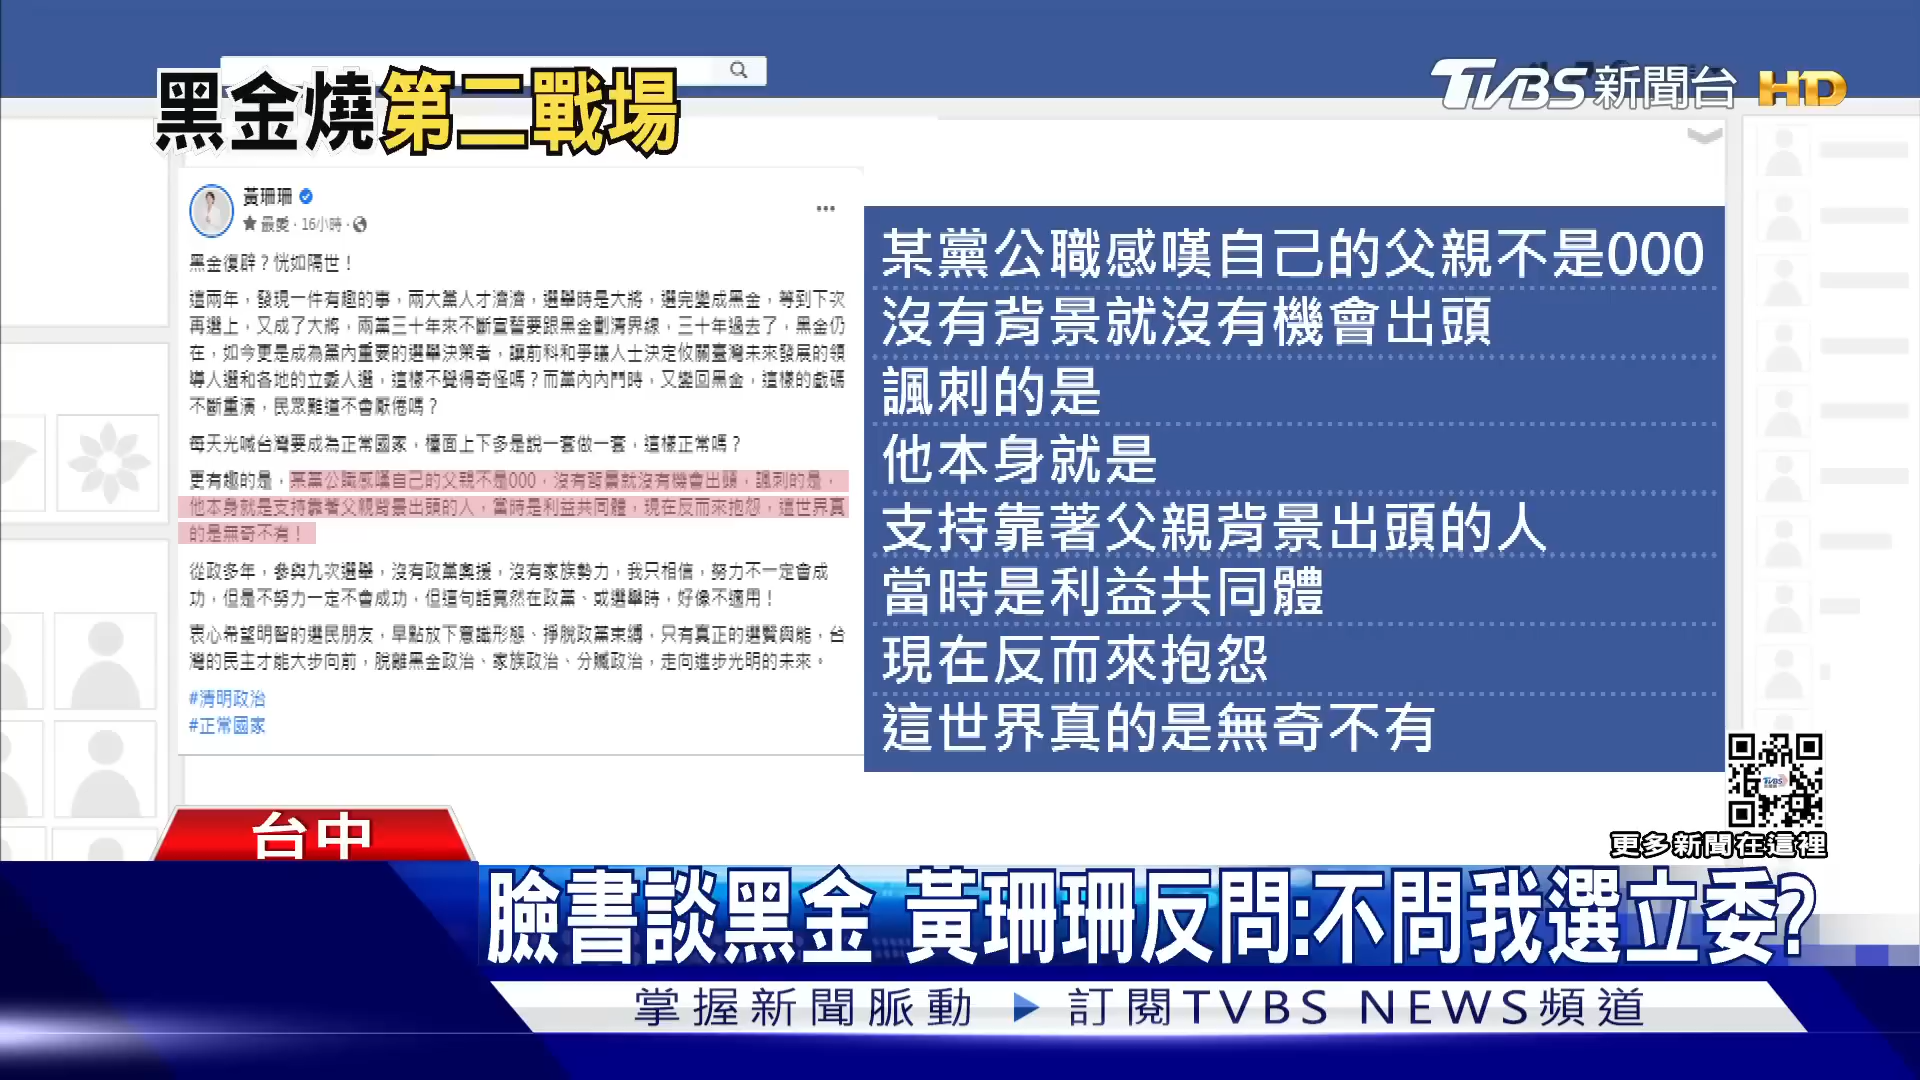 黑金燒第二戰場
TVBS新聞台 HD
黃珊珊
最愛·16小時·
黑金復辟?恍如隔世!
這兩年,發現一件有趣的事,兩大黨人才濟濟,選舉時是大將,選完變成黑金,等到下次
再選上,又成了大將,兩黨三十年來不斷宣誓要跟黑金劃清界線,三十年過去了,黑金仍
在,如今更是成為黨內重要的選舉決策者,讓前科和爭議人士決定攸關臺灣未來發展的領
導人選和各地的立委人選,這樣不覺得奇怪嗎?而黨內內鬥時,又變回黑金,這樣的戲碼
不斷重演,民眾難道不會厭倦嗎?
每天光喊台灣要成為正常國家,檯面上下多是說一套做一套,這樣正常嗎?
更有趣的是,某黨公職感嘆自己的父親不是000,沒有背景就沒有機會出頭,諷刺的是,
他本身就是支持靠著父親背景出頭的人,當時是利益共同體,現在反而來抱怨,這世界真
的是無奇不有!
從政多年,參與九次選舉,沒有政黨奧援,沒有家族勢力,我只相信,努力不一定會成
功,但是不努力一定不會成功,但這句話竟然在政黨、或選舉時,好像不適用!
衷心希望明智的選民朋友,早點放下意識形態、掙脫政黨束縛,只有真正的選賢與能,台
灣的民主才能大步向前,脫離黑金政治、家族政治、分贓政治,走向進步光明的未來。
#清明政治
#正常國家
某黨公職感嘆自己的父親不是000
沒有背景就沒有機會出頭
諷刺的是
他本身就是
支持靠著父親背景出頭的人
當時是利益共同體
現在反而來抱怨
這世界真的是無奇不有
TVBS
更多新聞在這裡
台中
臉書談黑金 黃珊珊反問:不問我選立委?
掌握新聞脈動 ▶ 訂閱TVBS NEWS頻道